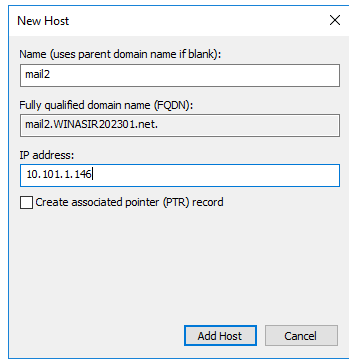 New Host
Name (uses parent domain name if blank):
mail2
Fully qualified domain name (FQDN):
mail2.WINASIR202301.net.
IP address:
10.101.1.146
Create associated pointer (PTR) record
Add Host
Cancel